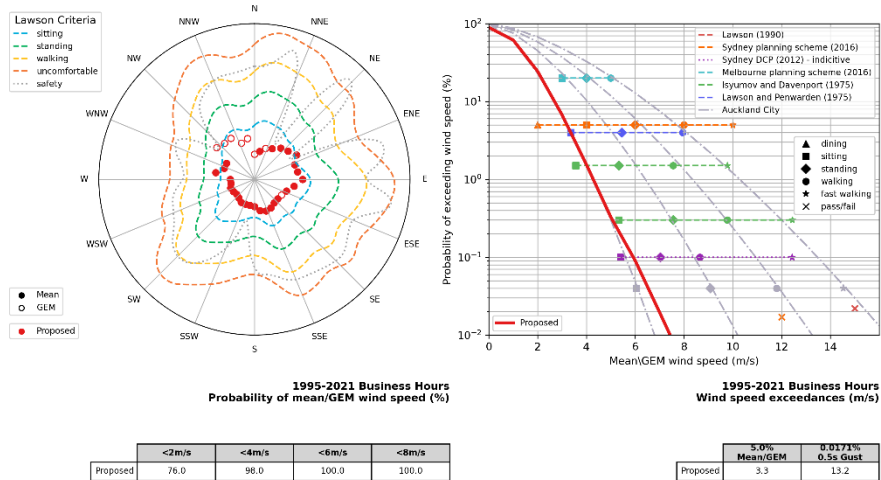 Lawson Criteria
sitting
standing
walking
uncomfortable
safety
N
NNE
NE
ENE
E
ESE
SE
SSE
S
SSW
SW
WSW
W
WNW
NW
NNW
Mean
GEM
Proposed
Probability of exceeding wind speed (%)
10²
10¹
10⁰
10⁻¹
10⁻²
0 2 4 6 8 10 12 14
Mean\GEM wind speed (m/s)
Lawson (1990)
Sydney planning scheme (2016)
Sydney DCP (2012) - indicitive
Melbourne planning scheme (2016)
Isyumov and Davenport (1975)
Lawson and Penwarden (1975)
Auckland City
dining
sitting
standing
walking
fast walking
pass/fail
Proposed
1995-2021 Business Hours
Probability of mean/GEM wind speed (%)
1995-2021 Business Hours
Wind speed exceedances (m/s)
<2m/s <4m/s <6m/s <8m/s
Proposed 76.0 98.0 100.0 100.0
5.0% 0.0171%
Mean/GEM 0.5s Gust
Proposed 3.3 13.2